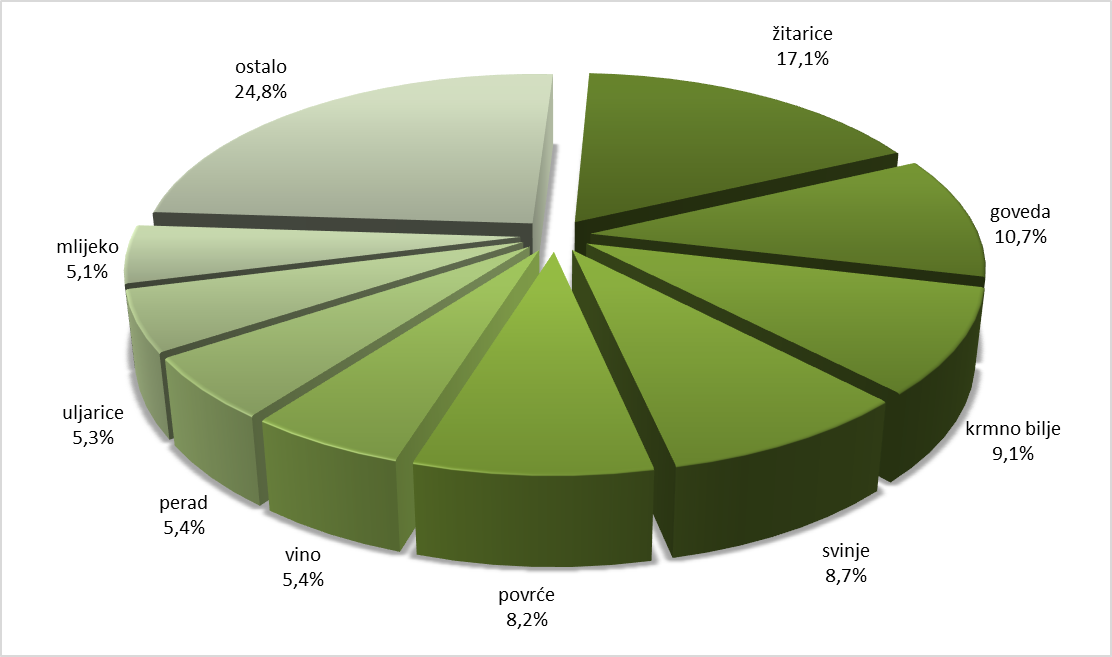 žitarice
17,1%
goveda
10,7%
krmno bilje
9,1%
svinje
8,7%
povrće
8,2%
vino
5,4%
perad
5,4%
uljarice
5,3%
mlijeko
5,1%
ostalo
24,8%